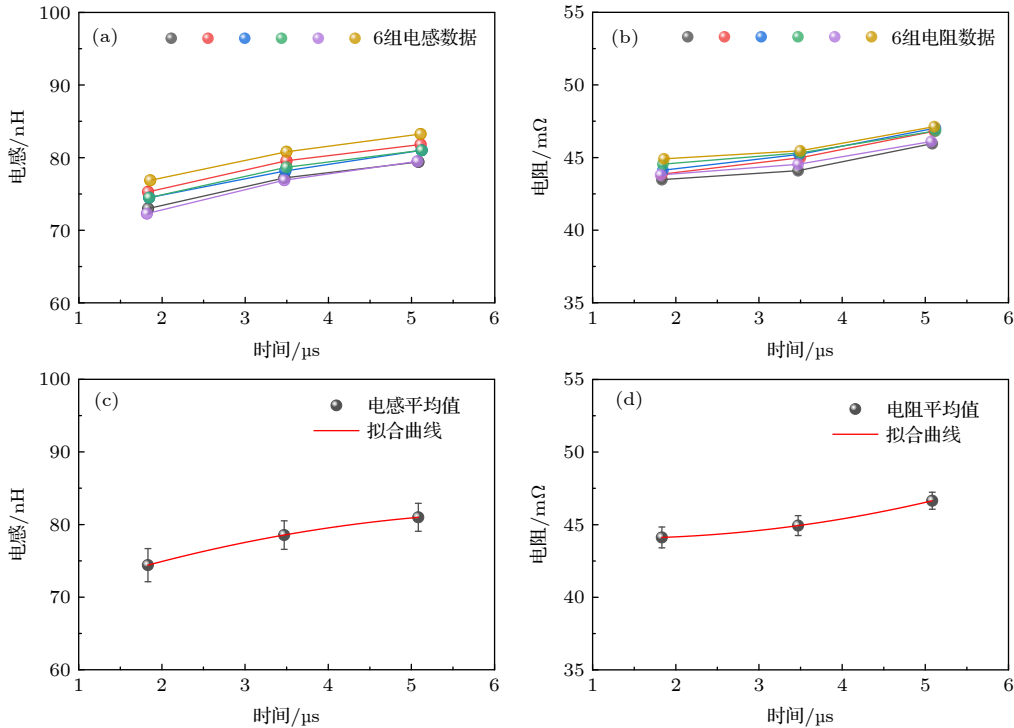 (a)
6组电感数据
100
90
80
70
60
1
2
3
4
5
6
电感/nH
时间/μs
(b)
6组电阻数据
55
50
45
40
35
1
2
3
4
5
6
电阻/mΩ
时间/μs
(c)
电感平均值
拟合曲线
100
90
80
70
60
1
2
3
4
5
6
电感/nH
时间/μs
(d)
电阻平均值
拟合曲线
55
50
45
40
35
1
2
3
4
5
6
电阻/mΩ
时间/μs